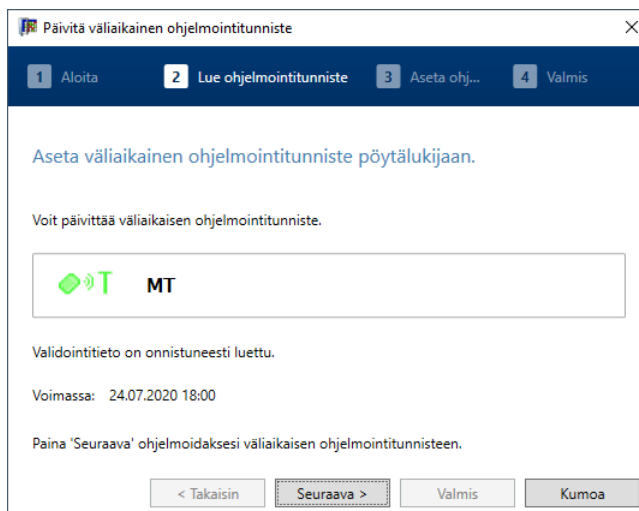 Päivitä väliaikainen ohjelmointitunniste
1 Aloita 2 Lue ohjelmointitunniste 3 Aseta ohj... 4 Valmis
Aseta väliaikainen ohjelmointitunniste pöytälukijaan.
Voit päivittää väliaikaisen ohjelmointitunniste.
T MT
Validointitieto on onnistuneesti luettu.
Voimassa: 24.07.2020 18:00
Paina 'Seuraava' ohjelmoidaksesi väliaikaisen ohjelmointitunnisteen.
< Takaisin Seuraava > Valmis Kumoa